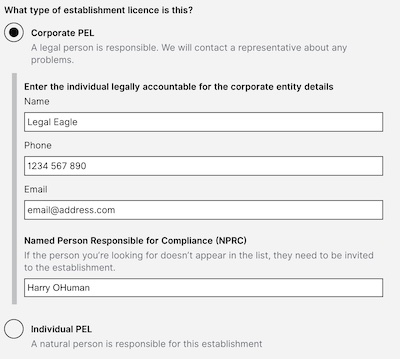 What type of establishment licence is this?
Corporate PEL
A legal person is responsible. We will contact a representative about any
problems.
Enter the individual legally accountable for the corporate entity details
Name
Legal Eagle
Phone
1234 567 890
Email
email@address.com
Named Person Responsible for Compliance (NPRC)
If the person you're looking for doesn't appear in the list, they need to be invited
to the establishment.
Harry OHuman
Individual PEL
A natural person is responsible for this establishment